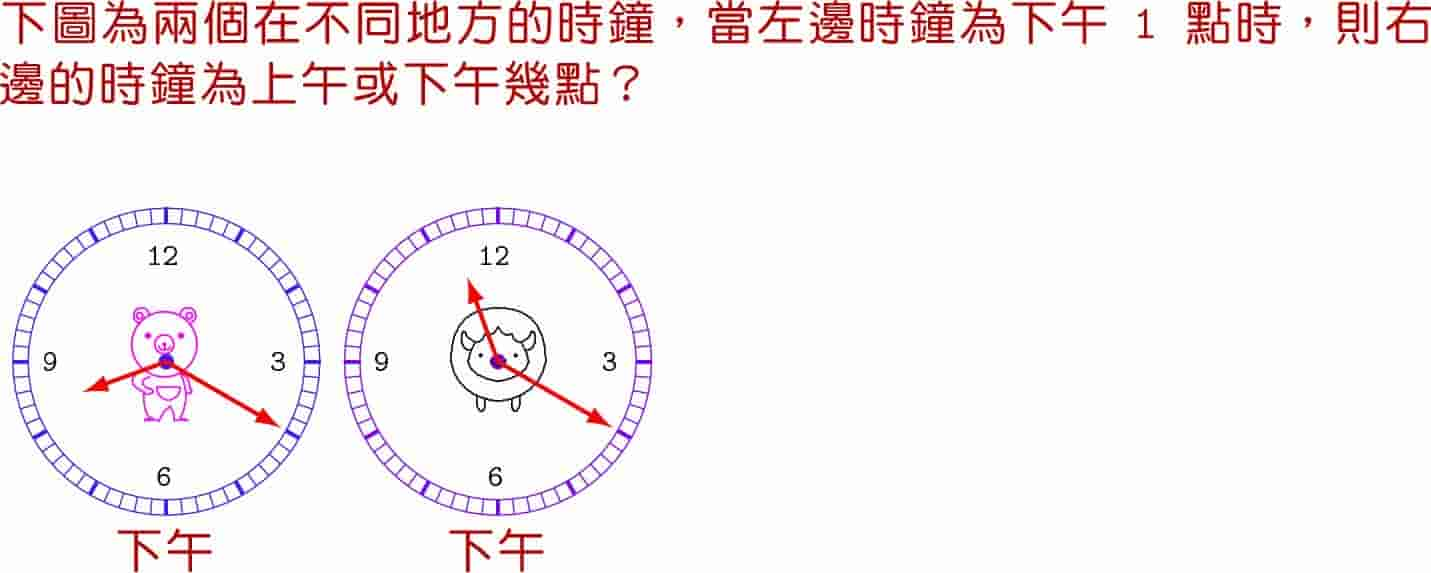 下圖為兩個在不同地方的時鐘，當左邊時鐘為下午 1 點時，則右
邊的時鐘為上午或下午幾點？
12 12
9 3 9 3
6 6
下午 下午